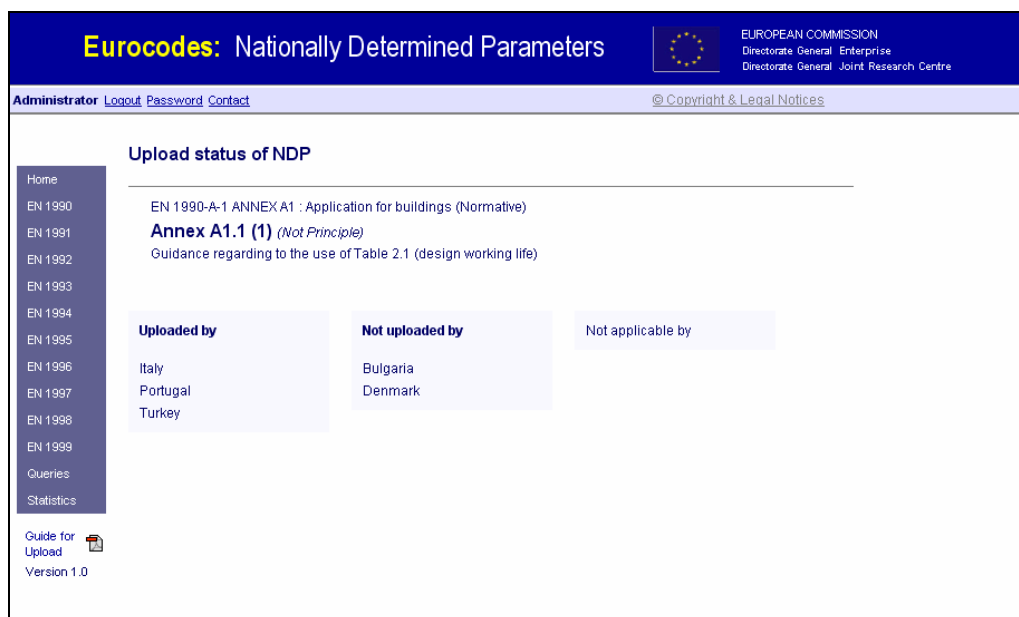 Eurocodes: Nationally Determined Parameters
EUROPEAN COMMISSION
Directorate General Enterprise
Directorate General Joint Research Centre
Administrator Logout Password Contact
© Copyright & Legal Notices
Upload status of NDP
Home
EN 1990
EN 1991
EN 1992
EN 1993
EN 1994
EN 1995
EN 1996
EN 1997
EN 1998
EN 1999
Queries
Statistics
Guide for
Upload
Version 1.0
EN 1990-A-1 ANNEX A1 : Application for buildings (Normative)
Annex A1.1 (1) (Not Principle)
Guidance regarding to the use of Table 2.1 (design working life)
Uploaded by
Italy
Portugal
Turkey
Not uploaded by
Bulgaria
Denmark
Not applicable by